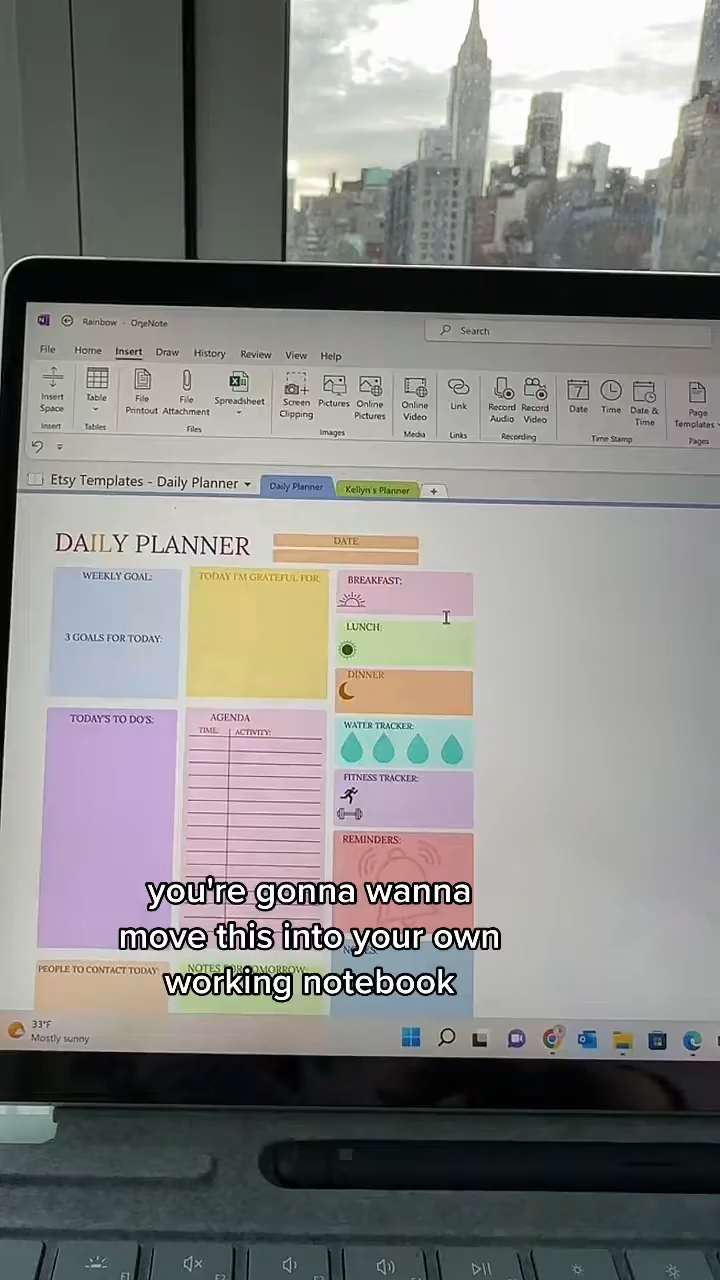 Rainbow - OneNote
Search
File Home Insert Draw History Review View Help
Insert Space
Table
File Printout
File Attachment
Spreadsheet
Screen Clipping
Pictures
Online Pictures
Online Video
Link
Record Audio
Record Video
Date
Time
Date & Time
Page Templates
Insert Tables Files Images Media Links Recording Time Stamp Pages
Etsy Templates - Daily Planner
Daily Planner
Kellyn's Planner
+
DAILY PLANNER
DATE:
WEEKLY GOAL:
3 GOALS FOR TODAY:
TODAY I'M GRATEFUL FOR:
BREAKFAST:
LUNCH:
DINNER
TODAY'S TO DO'S:
AGENDA
TIME: ACTIVITY:
WATER TRACKER:
FITNESS TRACKER:
REMINDERS:
you're gonna wanna
move this into your own
working notebook
NOTES:
PEOPLE TO CONTACT TODAY:
NOTES FOR TOMORROW:
33°F
Mostly sunny
F1